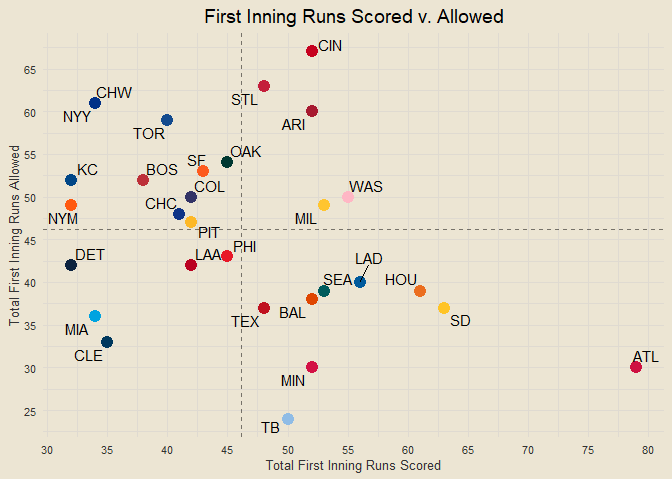 First Inning Runs Scored v. Allowed
CIN
65
STL
CHW
NYY
ARI
60
TOR
55
OAK
SF
KC
BOS
COL
WAS
50
CHC
NYM
MIL
PIT
45
PHI
DET
LAA
LAD
40
SEA
HOU
BAL
MIA
TEX
SD
35
CLE
ATL
30
MIN
25
TB
Total First Inning Runs Allowed
30
35
40
45
50
55
60
65
70
75
80
Total First Inning Runs Scored